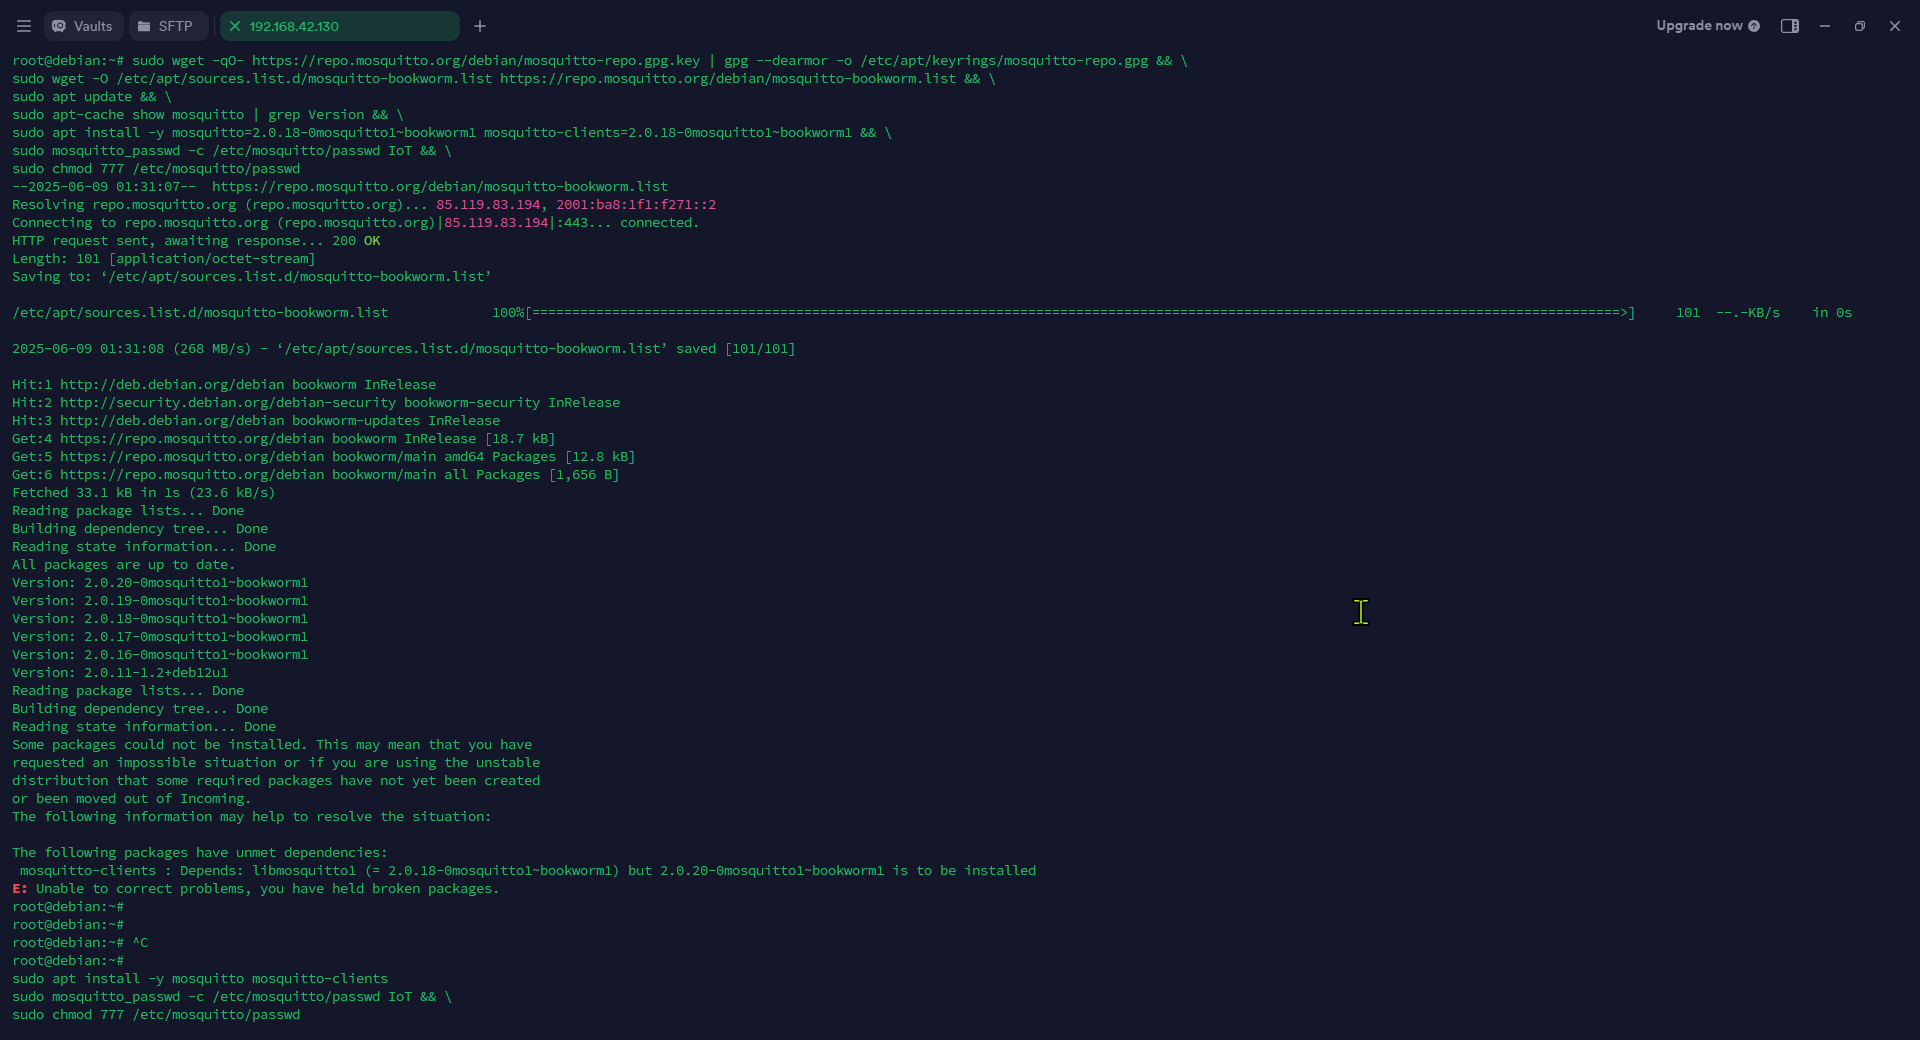 Vaults
SFTP
192.168.42.130
Upgrade now
root@debian:~# sudo wget -qO- https://repo.mosquitto.org/debian/mosquitto-repo.gpg.key | gpg --dearmor -o /etc/apt/keyrings/mosquitto-repo.gpg && \
sudo wget -O /etc/apt/sources.list.d/mosquitto-bookworm.list https://repo.mosquitto.org/debian/mosquitto-bookworm.list && \
sudo apt update && \
sudo apt-cache show mosquitto | grep Version && \
sudo apt install -y mosquitto=2.0.18-0mosquitto1~bookworm1 mosquitto-clients=2.0.18-0mosquitto1~bookworm1 && \
sudo mosquitto_passwd -c /etc/mosquitto/passwd IoT && \
sudo chmod 777 /etc/mosquitto/passwd
--2025-06-09 01:31:07--  https://repo.mosquitto.org/debian/mosquitto-bookworm.list
Resolving repo.mosquitto.org (repo.mosquitto.org)... 85.119.83.194, 2001:ba8:1f1:f271::2
Connecting to repo.mosquitto.org (repo.mosquitto.org)|85.119.83.194|:443... connected.
HTTP request sent, awaiting response... 200 OK
Length: 101 [application/octet-stream]
Saving to: ‘/etc/apt/sources.list.d/mosquitto-bookworm.list’
/etc/apt/sources.list.d/mosquitto-bookworm.list             100%[========================================================================================================================================>]     101  --.-KB/s    in 0s
2025-06-09 01:31:08 (268 MB/s) - ‘/etc/apt/sources.list.d/mosquitto-bookworm.list’ saved [101/101]
Hit:1 http://deb.debian.org/debian bookworm InRelease
Hit:2 http://security.debian.org/debian-security bookworm-security InRelease
Hit:3 http://deb.debian.org/debian bookworm-updates InRelease
Get:4 https://repo.mosquitto.org/debian bookworm InRelease [18.7 kB]
Get:5 https://repo.mosquitto.org/debian bookworm/main amd64 Packages [12.8 kB]
Get:6 https://repo.mosquitto.org/debian bookworm/main all Packages [1,656 B]
Fetched 33.1 kB in 1s (23.6 kB/s)
Reading package lists... Done
Building dependency tree... Done
Reading state information... Done
All packages are up to date.
Version: 2.0.20-0mosquitto1~bookworm1
Version: 2.0.19-0mosquitto1~bookworm1
Version: 2.0.18-0mosquitto1~bookworm1
Version: 2.0.17-0mosquitto1~bookworm1
Version: 2.0.16-0mosquitto1~bookworm1
Version: 2.0.11-1.2+deb12u1
Reading package lists... Done
Building dependency tree... Done
Reading state information... Done
Some packages could not be installed. This may mean that you have
requested an impossible situation or if you are using the unstable
distribution that some required packages have not yet been created
or been moved out of Incoming.
The following information may help to resolve the situation:
The following packages have unmet dependencies:
 mosquitto-clients : Depends: libmosquitto1 (= 2.0.18-0mosquitto1~bookworm1) but 2.0.20-0mosquitto1~bookworm1 is to be installed
E: Unable to correct problems, you have held broken packages.
root@debian:~#
root@debian:~#
root@debian:~# ^C
root@debian:~#
sudo apt install -y mosquitto mosquitto-clients
sudo mosquitto_passwd -c /etc/mosquitto/passwd IoT && \
sudo chmod 777 /etc/mosquitto/passwd